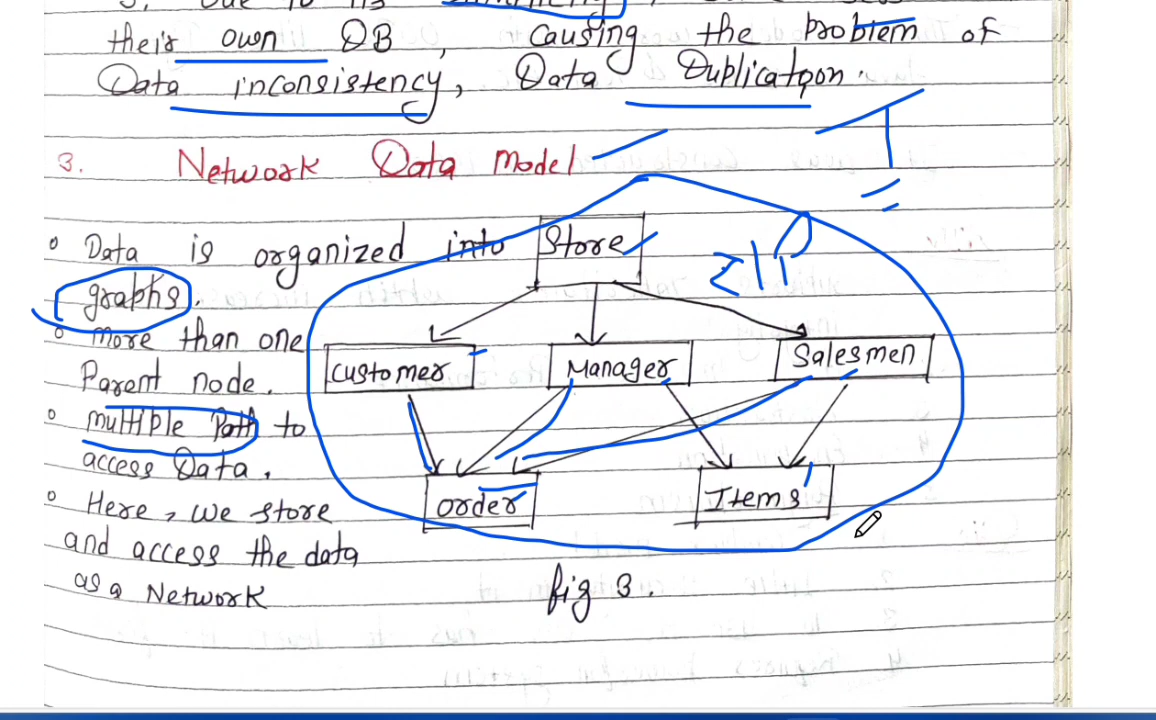 their own DB, causing the problem of
Data inconsistency, Data Duplication.
3. Network Data Model
Store
Customer
Manager
Salesmen
order
Items
fig 3.
° Data is organized into
graphs.
° more than one
Parent node.
° multiple Path to
access Data.
° Here, we store
and access the data
as a Network